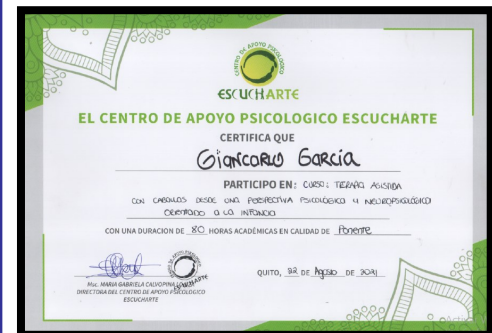 CENTRO DE APOYO PSICOLOGICO
ESCUCHARTE
EL CENTRO DE APOYO PSICOLOGICO ESCUCHARTE
CERTIFICA QUE
Giancarlo García
PARTICIPO EN: CURSO: TERAPIA ASISTIDA
CON CABALLOS DESDE UNA PERSPECTIVA PSICOLÓGICA Y NEUROPSICOLÓGICA
ORIENTADO A LA INFANCIA
CON UNA DURACION DE 80 HORAS ACADÉMICAS EN CALIDAD DE Ponente
QUITO, 22 DE Agosto DE 2021
Msc. MARIA GABRIELA CALVOPIÑA
DIRECTORA DEL CENTRO DE APOYO PSICOLOGICO
ESCUCHARTE